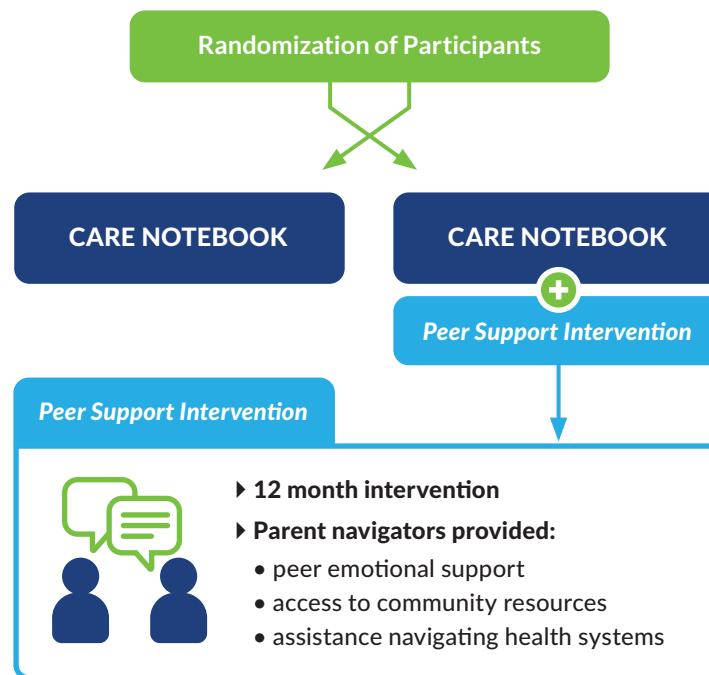 Randomization of Participants
CARE NOTEBOOK
CARE NOTEBOOK
Peer Support Intervention
Peer Support Intervention
12 month intervention
Parent navigators provided:
• peer emotional support
• access to community resources
• assistance navigating health systems